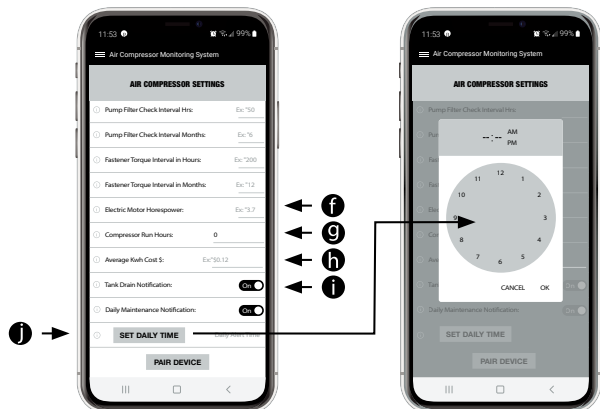 11:53 99%
Air Compressor Monitoring System
AIR COMPRESSOR SETTINGS
Pump Filter Check Interval Hrs: Ex:"50
Pump Filter Check Interval Months: Ex:"6
Fastener Torque Interval in Hours: Ex:"200
Fastener Torque Interval in Months: Ex:"12
Electric Motor Horespower: Ex:"3.7
Compressor Run Hours: 0
Average Kwh Cost $: Ex:"$0.12
Tank Drain Notification: On
Daily Maintenance Notification: On
SET DAILY TIME Daily Alert Time
PAIR DEVICE
f
g
h
i
j
11:53 99%
Air Compressor Monitoring System
AIR COMPRESSOR SETTINGS
Pump Filter Check Interval Hrs:
--:-- AM
PM
12
1
2
3
4
5
6
7
8
9
10
11
CANCEL OK
On
Daily Maintenance Notification: On
SET DAILY TIME
PAIR DEVICE